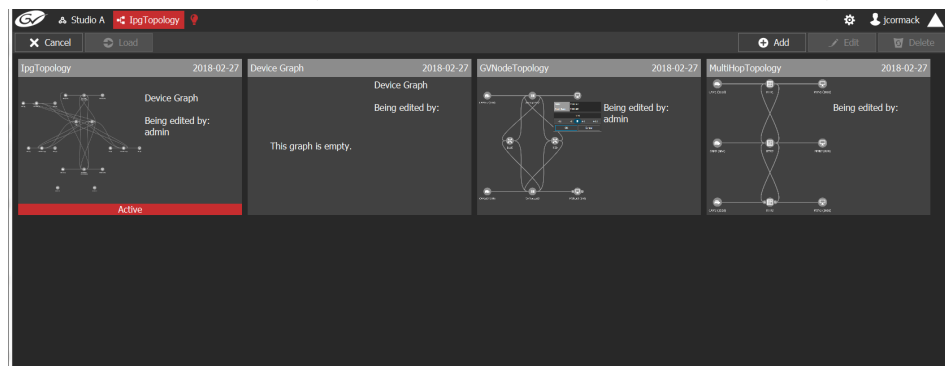 GV Studio A IpgTopology jcormack
Cancel Load Add Edit Delete
IpgTopology 2018-02-27
Device Graph
Being edited by:
admin
Active
Device Graph 2018-02-27
Device Graph
Being edited by:
This graph is empty.
GVNodeTopology 2018-02-27
Being edited by:
admin
MultiHopTopology 2018-02-27
Being edited by: